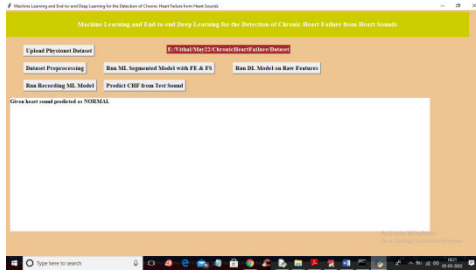 Machine Learning and End-to-end Deep Learning for the Detection of Chronic Heart Failure from Heart Sounds
Machine Learning and End-to-end Deep Learning for the Detection of Chronic Heart Failure from Heart Sounds
Upload Physionet Dataset
E:/Vithal/May22/ChronicHeartFailure/Dataset
Dataset Preprocessing
Run ML Segmented Model with FE & FS
Run DL Model on Raw Features
Run Recording ML Model
Predict CHF from Test Sound
Given heart sound predicted as NORMAL
Activate Windows
Type here to search